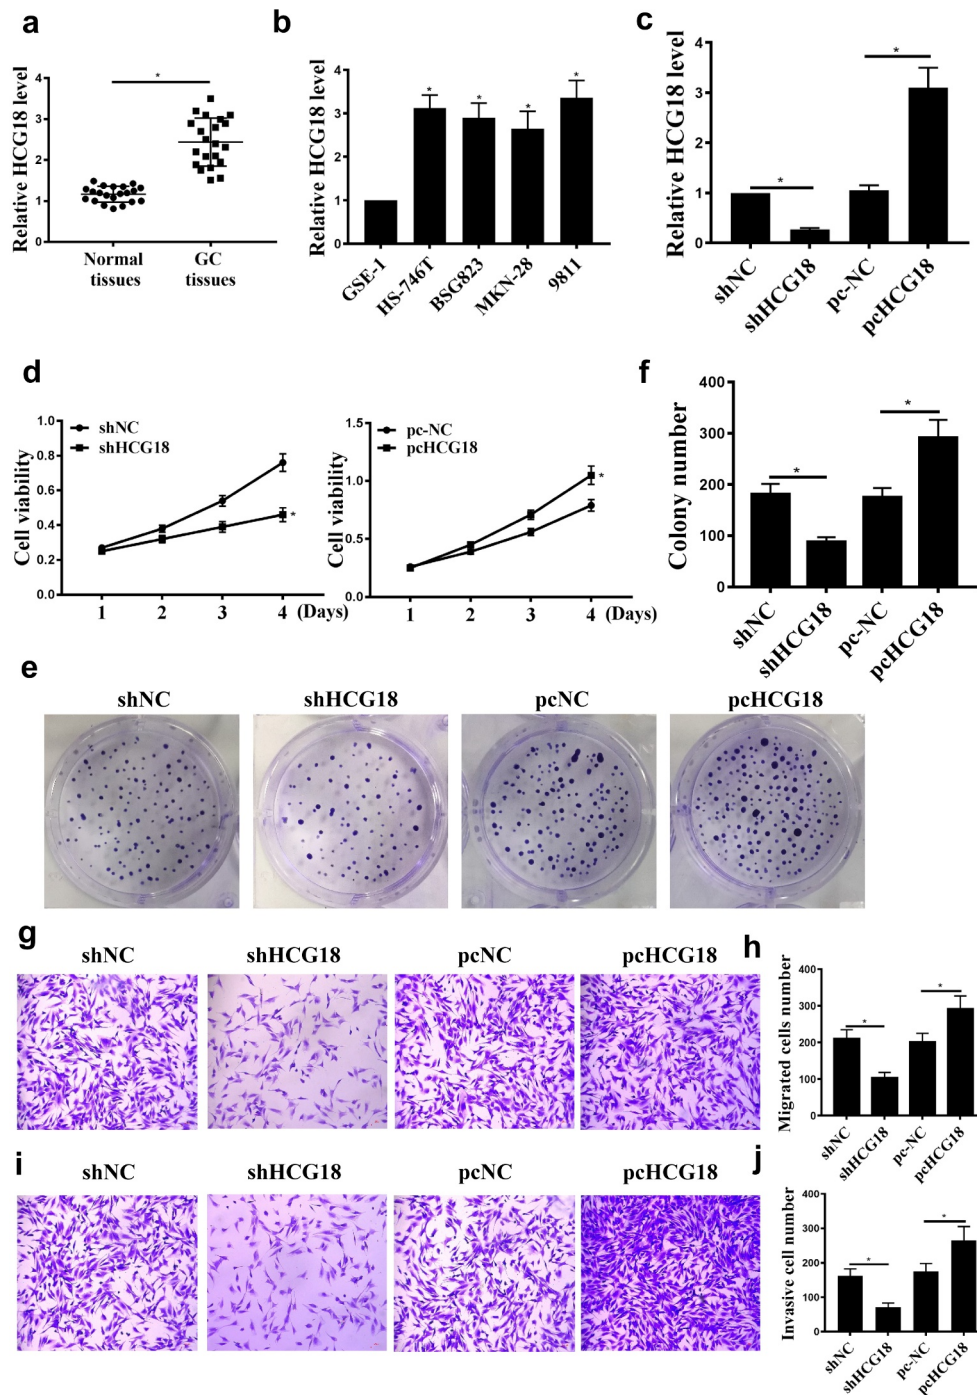 a
Relative HCG18 level
4
3
2
1
0
*
Normal
tissues
GC
tissues
b
Relative HCG18 level
4
3
2
1
0
*
*
*
*
GSE-1
HS-746T
BSG823
MKN-28
9811
c
Relative HCG18 level
4
3
2
1
0
*
*
shNC
shHCG18
pc-NC
pcHCG18
d
Cell viability
1.0
0.8
0.6
0.4
0.2
0.0
shNC
shHCG18
*
1 2 3 4 (Days)
Cell viability
1.5
1.0
0.5
0.0
pc-NC
pcHCG18
*
1 2 3 4 (Days)
f
Colony number
400
300
200
100
0
*
*
shNC
shHCG18
pc-NC
pcHCG18
e
shNC shHCG18 pcNC pcHCG18
g
shNC shHCG18 pcNC pcHCG18
h
Migrated cells number
400
300
200
100
0
*
*
shNC
shHCG18
pc-NC
pcHCG18
i
shNC shHCG18 pcNC pcHCG18
j
Invasive cell number
400
300
200
100
0
*
*
shNC
shHCG18
pc-NC
pcHCG18